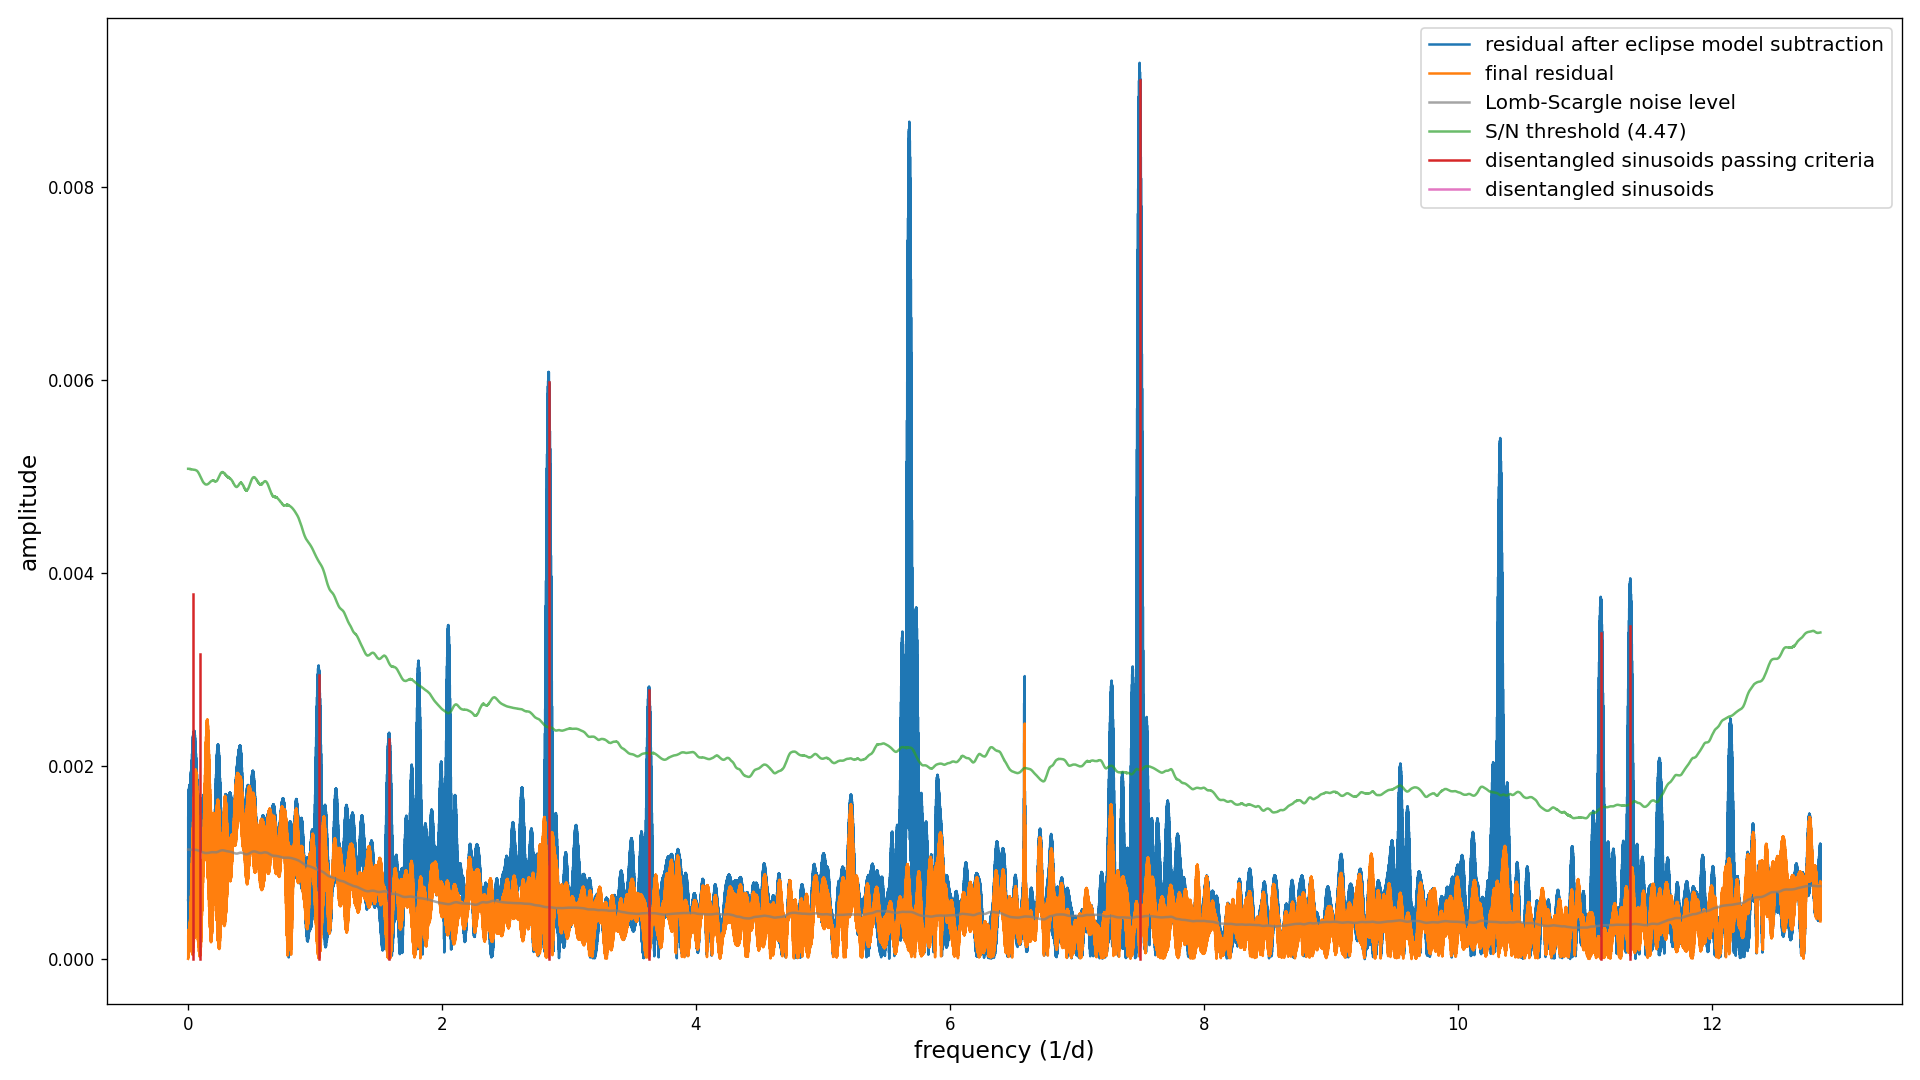 residual after eclipse model subtraction
final residual
Lomb-Scargle noise level
S/N threshold (4.47)
disentangled sinusoids passing criteria
disentangled sinusoids
amplitude
0.008
0.006
0.004
0.002
0.000
0 2 4 6 8 10 12
frequency (1/d)